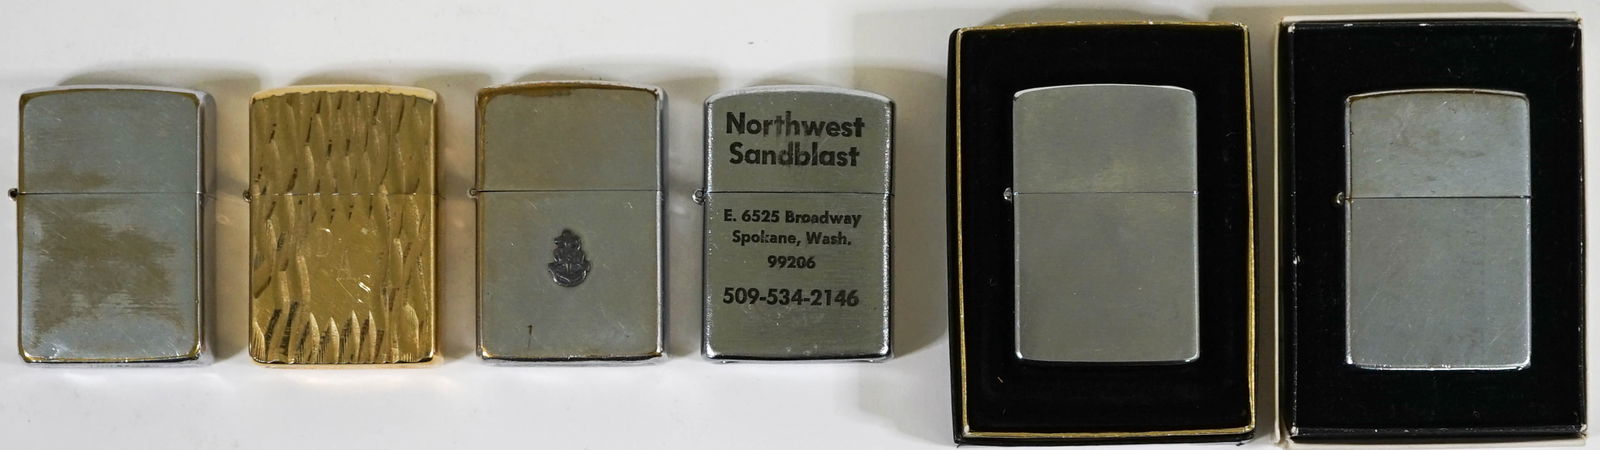 Northwest
Sandblast
E. 6525 Broadway
Spokane, Wash.
99206
509-534-2146